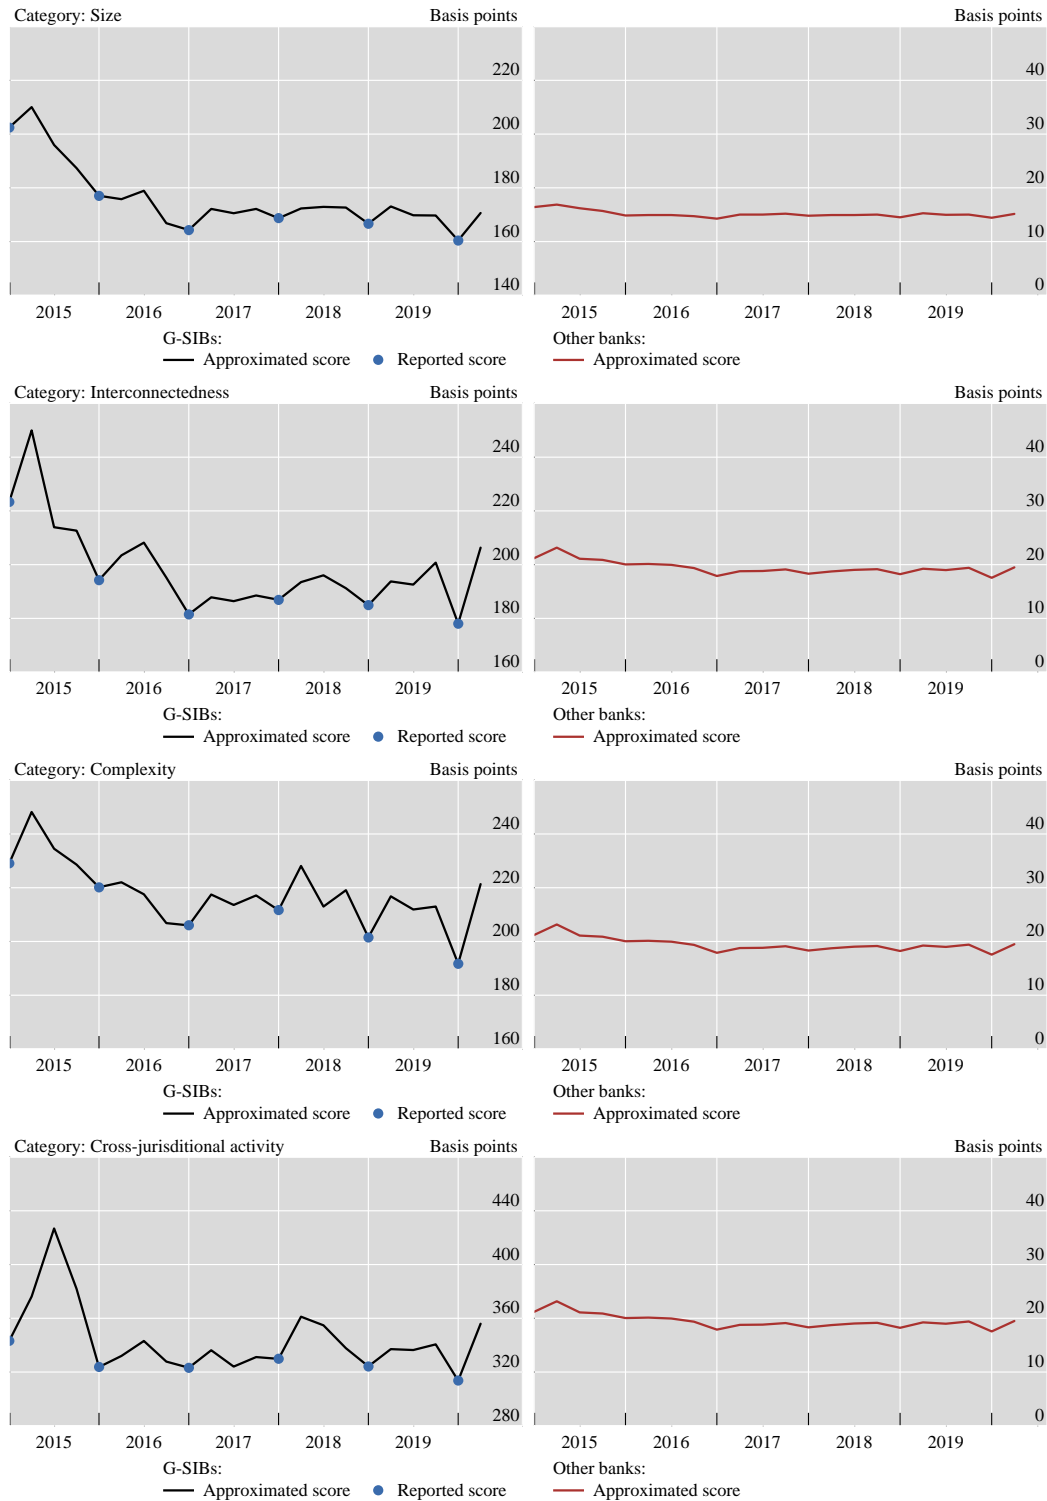 Category: Size Basis points Basis points
220 40
200 30
180 20
160 10
140 0
2015 2016 2017 2018 2019 2015 2016 2017 2018 2019
G-SIBs: Other banks:
Approximated score Reported score Approximated score
Category: Interconnectedness Basis points Basis points
240 40
220 30
200 20
180 10
160 0
2015 2016 2017 2018 2019 2015 2016 2017 2018 2019
G-SIBs: Other banks:
Approximated score Reported score Approximated score
Category: Complexity Basis points Basis points
240 40
220 30
200 20
180 10
160 0
2015 2016 2017 2018 2019 2015 2016 2017 2018 2019
G-SIBs: Other banks:
Approximated score Reported score Approximated score
Category: Cross-jurisditional activity Basis points Basis points
440 40
400 30
360 20
320 10
280 0
2015 2016 2017 2018 2019 2015 2016 2017 2018 2019
G-SIBs: Other banks:
Approximated score Reported score Approximated score